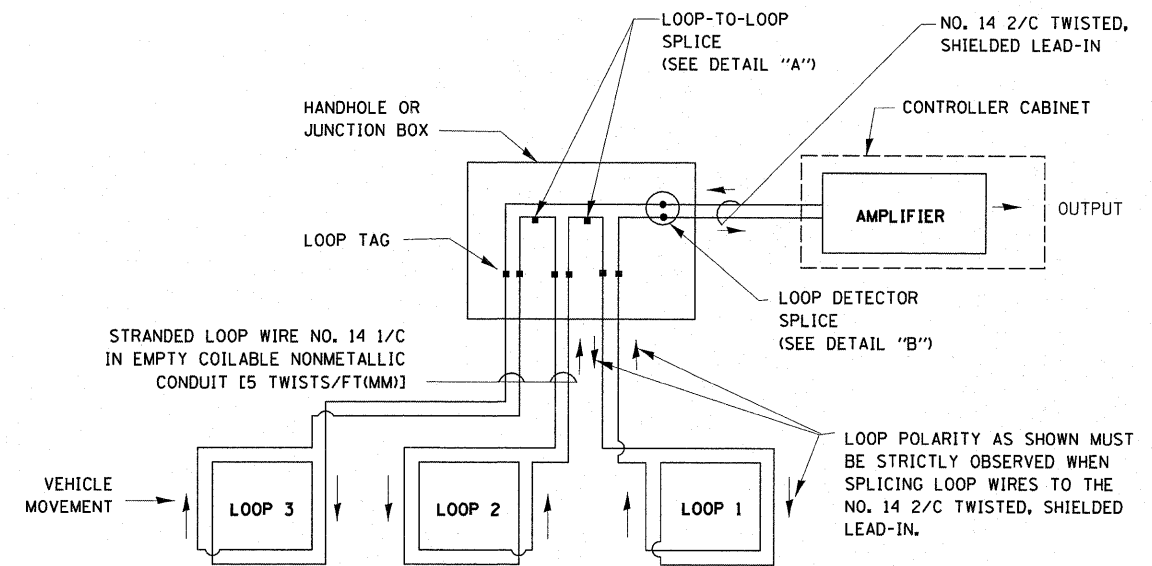 LOOP-TO-LOOP
SPLICE
(SEE DETAIL "A")
NO. 14 2/C TWISTED,
SHIELDED LEAD-IN
HANDHOLE OR
JUNCTION BOX
CONTROLLER CABINET
AMPLIFIER
OUTPUT
LOOP TAG
LOOP DETECTOR
SPLICE
(SEE DETAIL "B")
STRANDED LOOP WIRE NO. 14 1/C
IN EMPTY COILABLE NONMETALLIC
CONDUIT [5 TWISTS/FT(MM)]
LOOP POLARITY AS SHOWN MUST
BE STRICTLY OBSERVED WHEN
SPLICING LOOP WIRES TO THE
NO. 14 2/C TWISTED, SHIELDED
LEAD-IN.
VEHICLE
MOVEMENT
LOOP 3
LOOP 2
LOOP 1